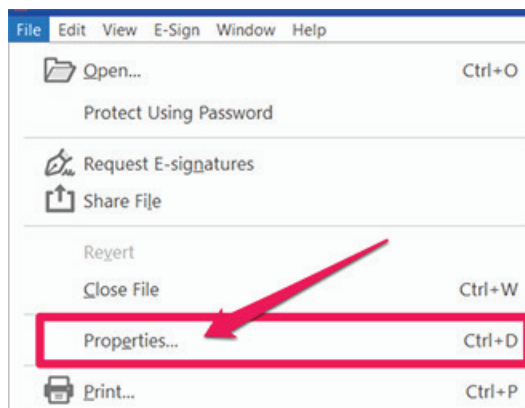 File Edit View E-Sign Window Help
Open... Ctrl+O
Protect Using Password
Request E-signatures
Share File
Revert
Close File Ctrl+W
Properties... Ctrl+D
Print... Ctrl+P